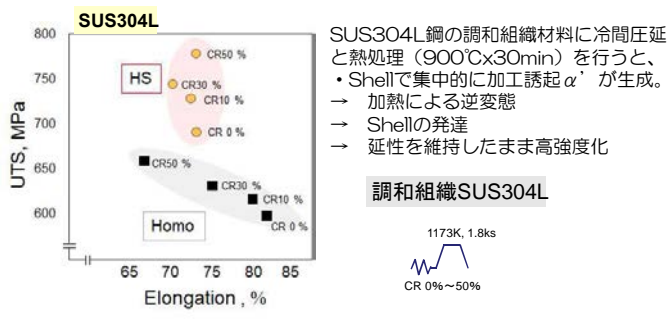 SUS304L
800
750
700
650
600
UTS, MPa
HS
CR50 %
CR30 %
CR10 %
CR 0 %
CR50 %
CR30 %
CR10 %
CR 0 %
Homo
65 70 75 80 85
Elongation , %
SUS304L鋼の調和組織材料に冷間圧延
と熱処理（900℃x30min）を行うと、
・Shellで集中的に加工誘起α’が生成。
→ 加熱による逆変態
→ Shellの発達
→ 延性を維持したまま高強度化
調和組織SUS304L
1173K, 1.8ks
CR 0%～50%